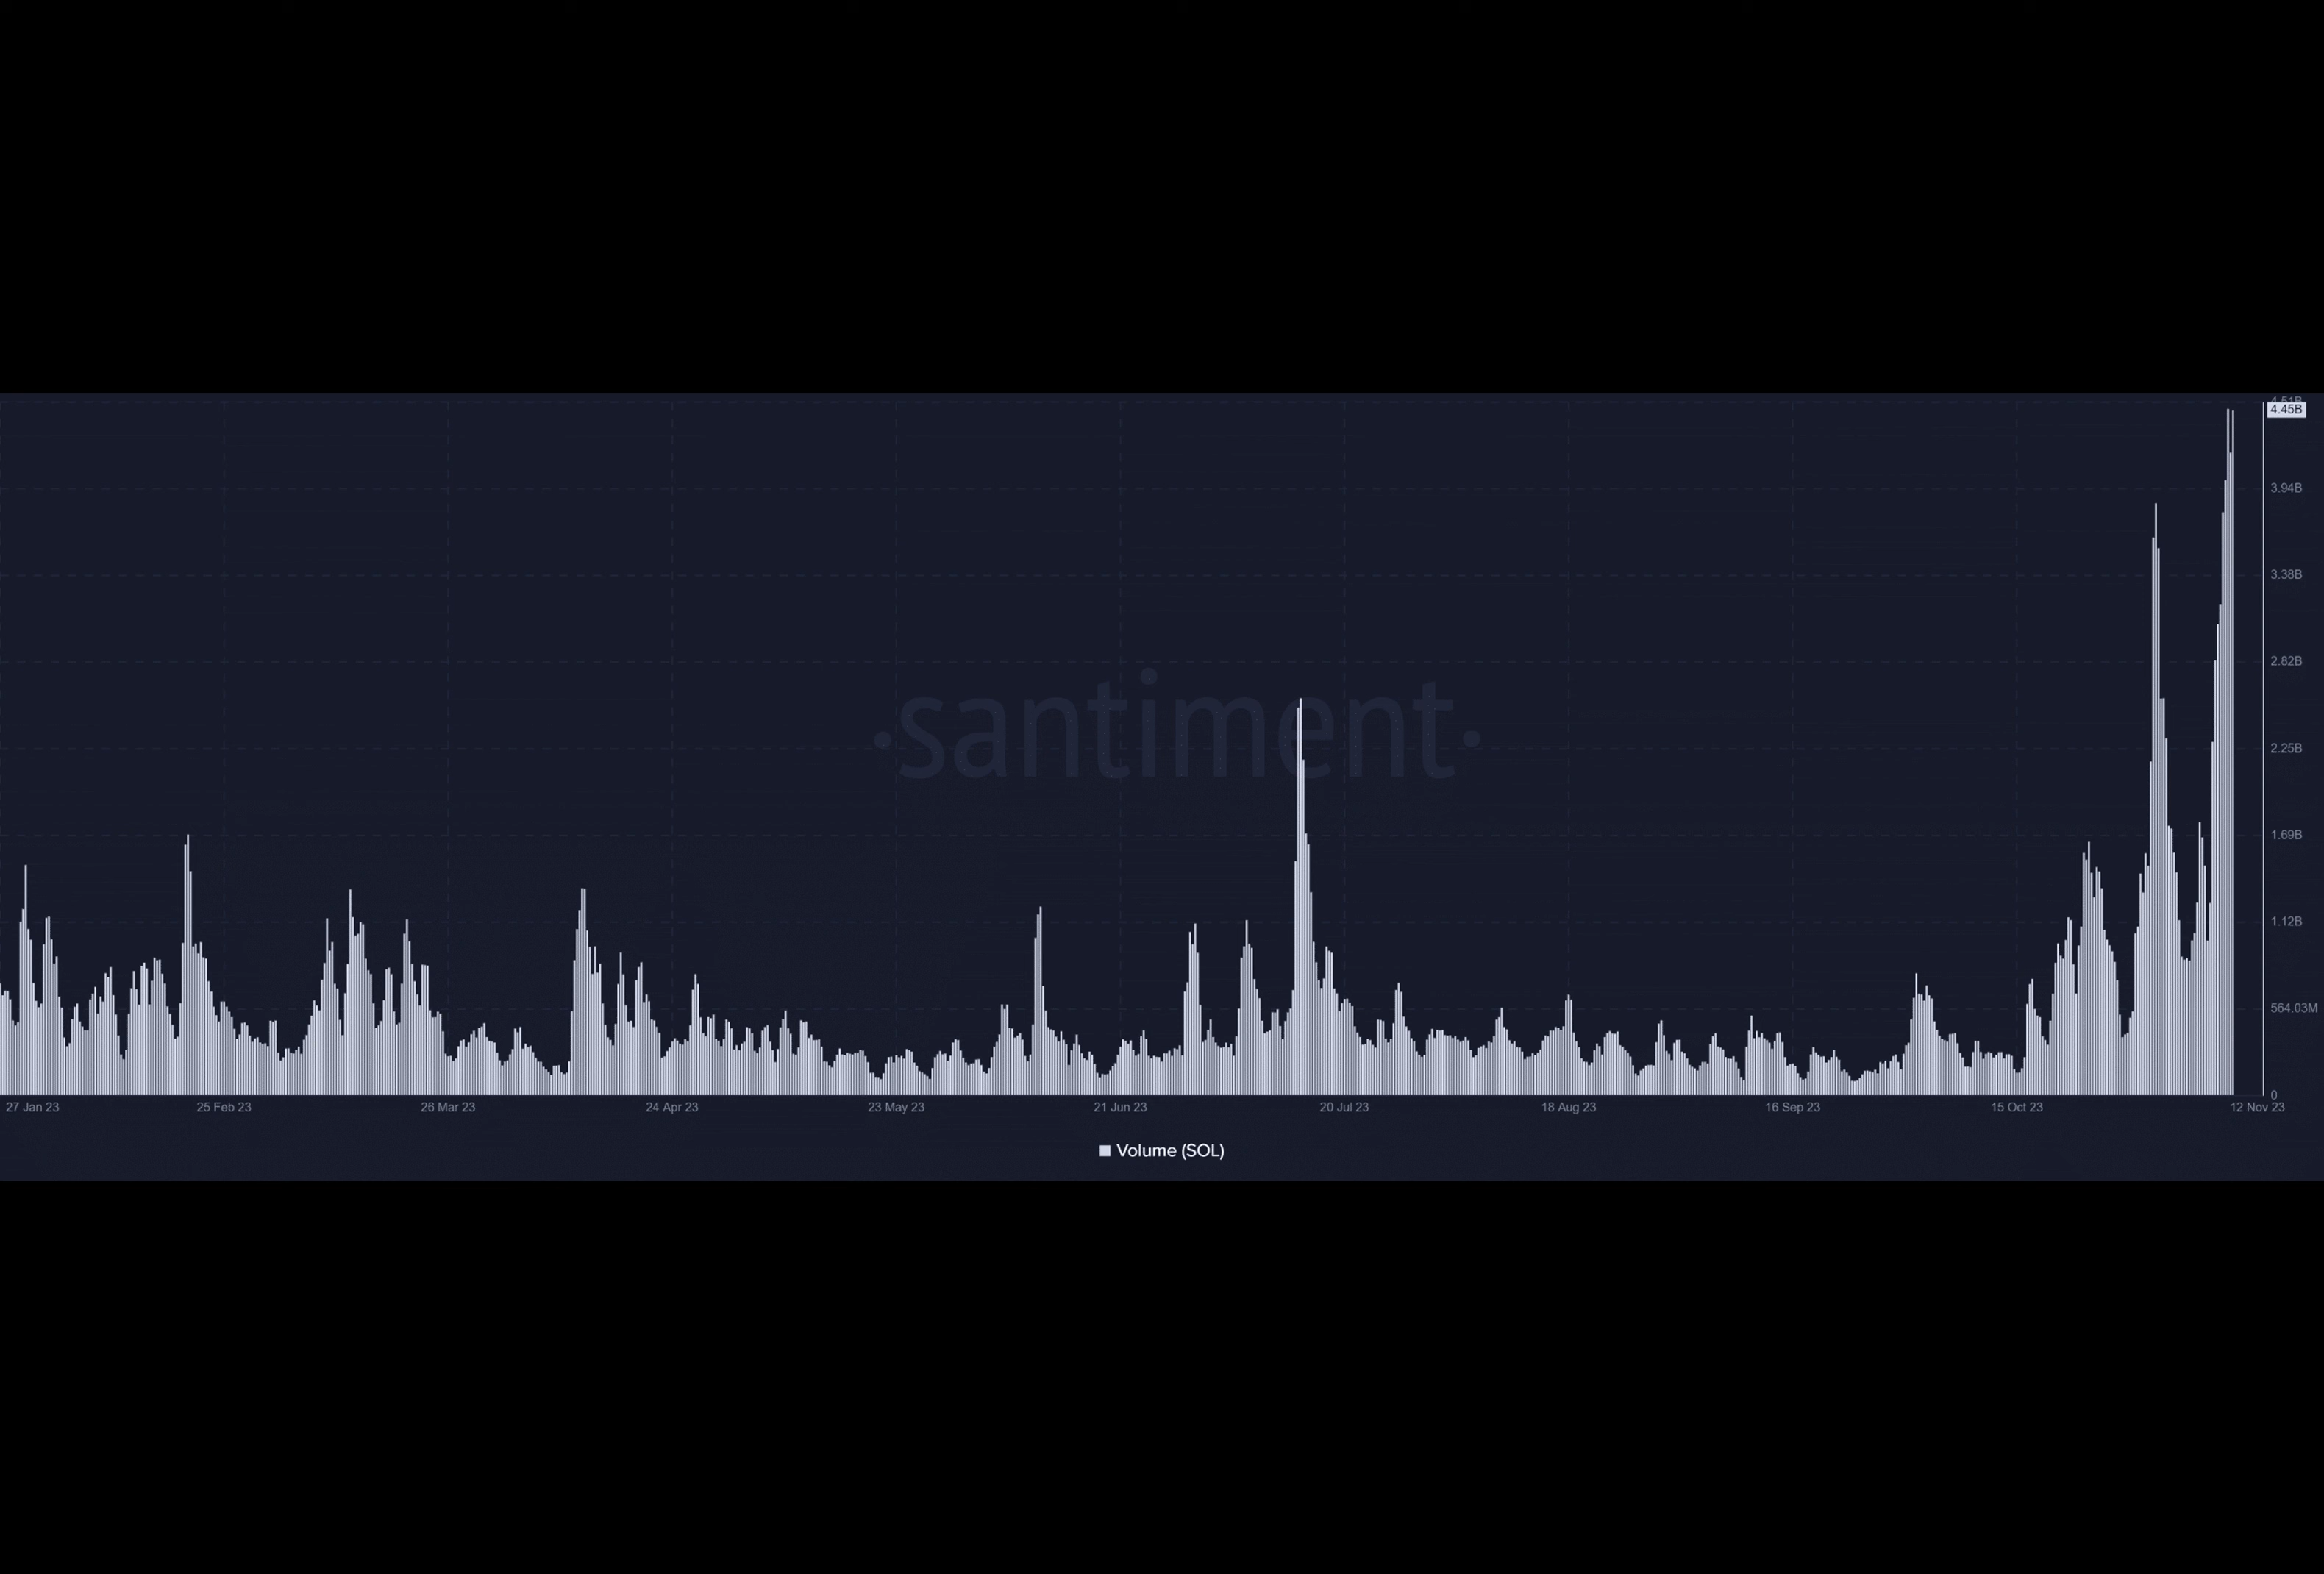 4.51B
4.45B
3.94B
3.38B
2.82B
·santiment·
2.25B
1.69B
1.12B
564.03M
0
27 Jan 23 25 Feb 23 26 Mar 23 24 Apr 23 23 May 23 21 Jun 23 20 Jul 23 18 Aug 23 16 Sep 23 15 Oct 23 12 Nov 23
Volume (SOL)